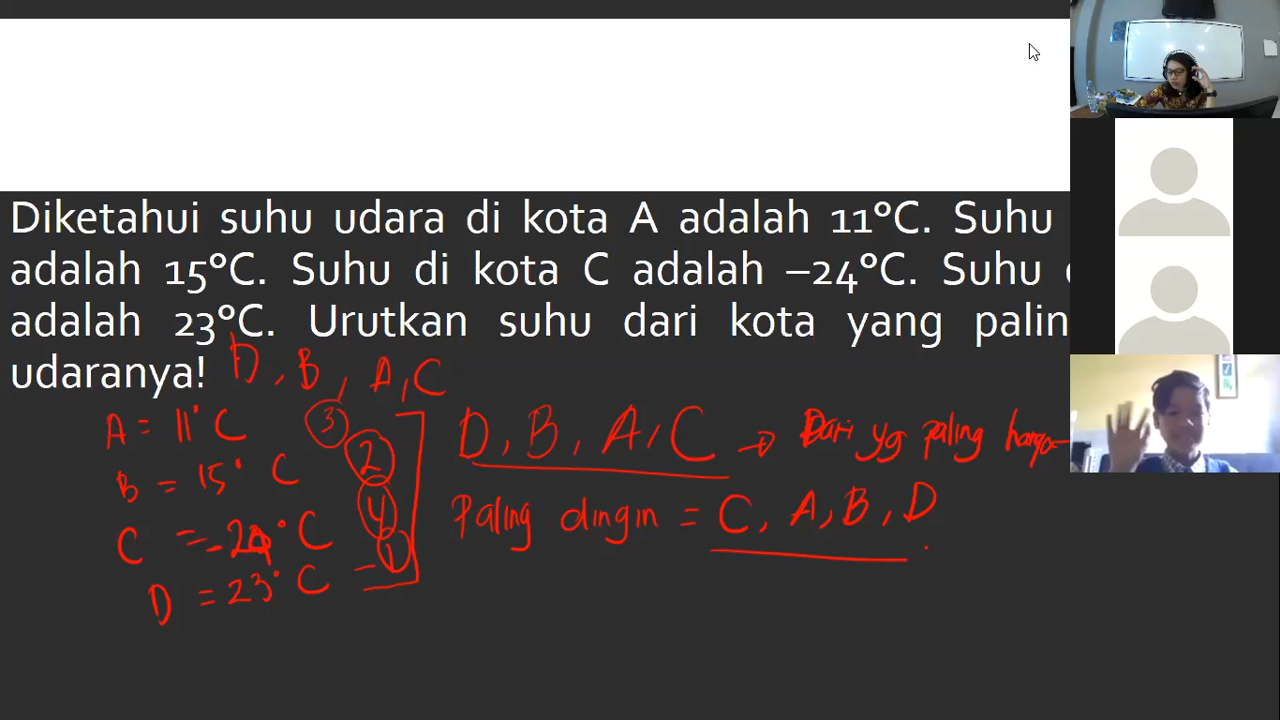 Diketahui suhu udara di kota A adalah 11°C. Suhu
adalah 15°C. Suhu di kota C adalah –24°C. Suhu
adalah 23°C. Urutkan suhu dari kota yang palin
udaranya! D, B, A, C
A = 11° C 3
B = 15° C 2
C = -24° C 4
D = 23° C - 1
D, B, A, C → Dari yg paling
Paling dingin = C, A, B, D.